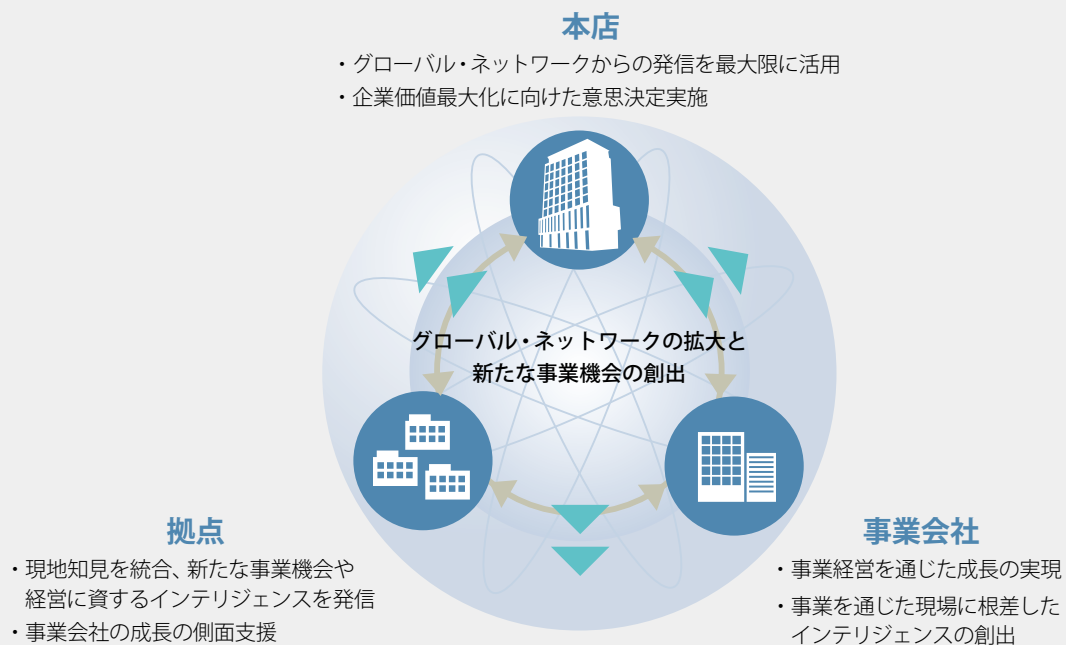 本店
・グローバル・ネットワークからの発信を最大限に活用
・企業価値最大化に向けた意思決定実施
グローバル・ネットワークの拡大と
新たな事業機会の創出
拠点
・現地知見を統合、新たな事業機会や
経営に資するインテリジェンスを発信
・事業会社の成長の側面支援
事業会社
・事業経営を通じた成長の実現
・事業を通じた現場に根差した
インテリジェンスの創出